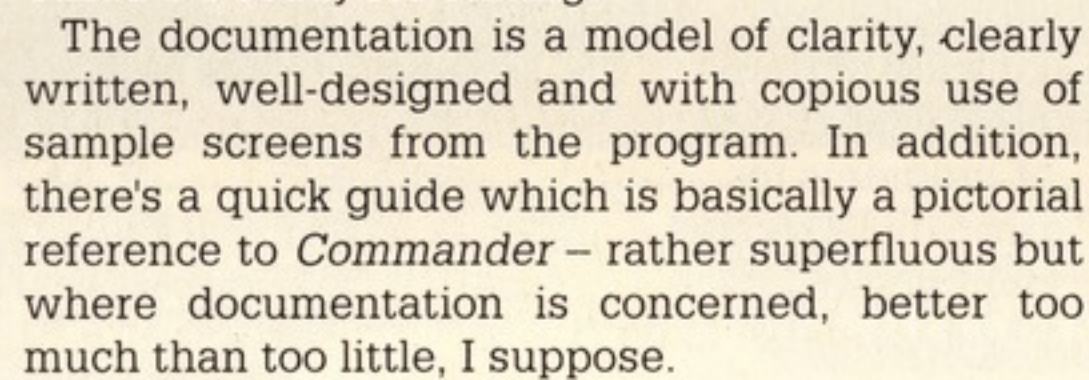 The documentation is a model of clarity, clearly
written, well-designed and with copious use of
sample screens from the program. In addition,
there's a quick guide which is basically a pictorial
reference to Commander – rather superfluous but
where documentation is concerned, better too
much than too little, I suppose.